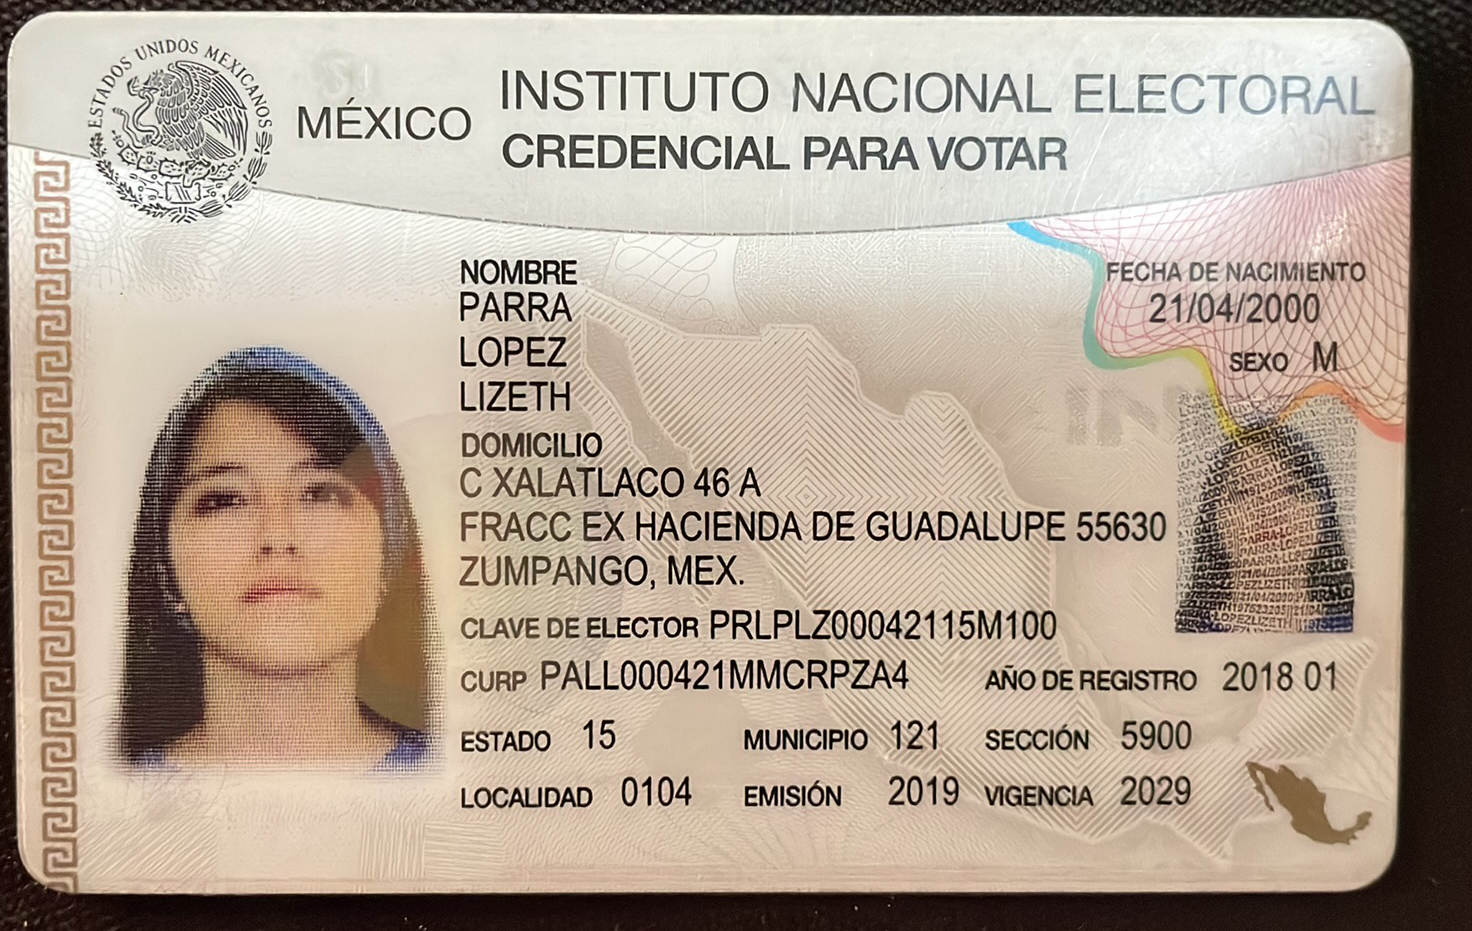 ESTADOS UNIDOS MEXICANOS
MÉXICO
INSTITUTO NACIONAL ELECTORAL
CREDENCIAL PARA VOTAR
NOMBRE
PARRA
LOPEZ
LIZETH
FECHA DE NACIMIENTO
21/04/2000
SEXO M
DOMICILIO
C XALATLACO 46 A
FRACC EX HACIENDA DE GUADALUPE 55630
ZUMPANGO, MEX.
CLAVE DE ELECTOR PRLPLZ00042115M100
CURP PALL000421MMCRPZA4 AÑO DE REGISTRO 2018 01
ESTADO 15 MUNICIPIO 121 SECCIÓN 5900
LOCALIDAD 0104 EMISIÓN 2019 VIGENCIA 2029